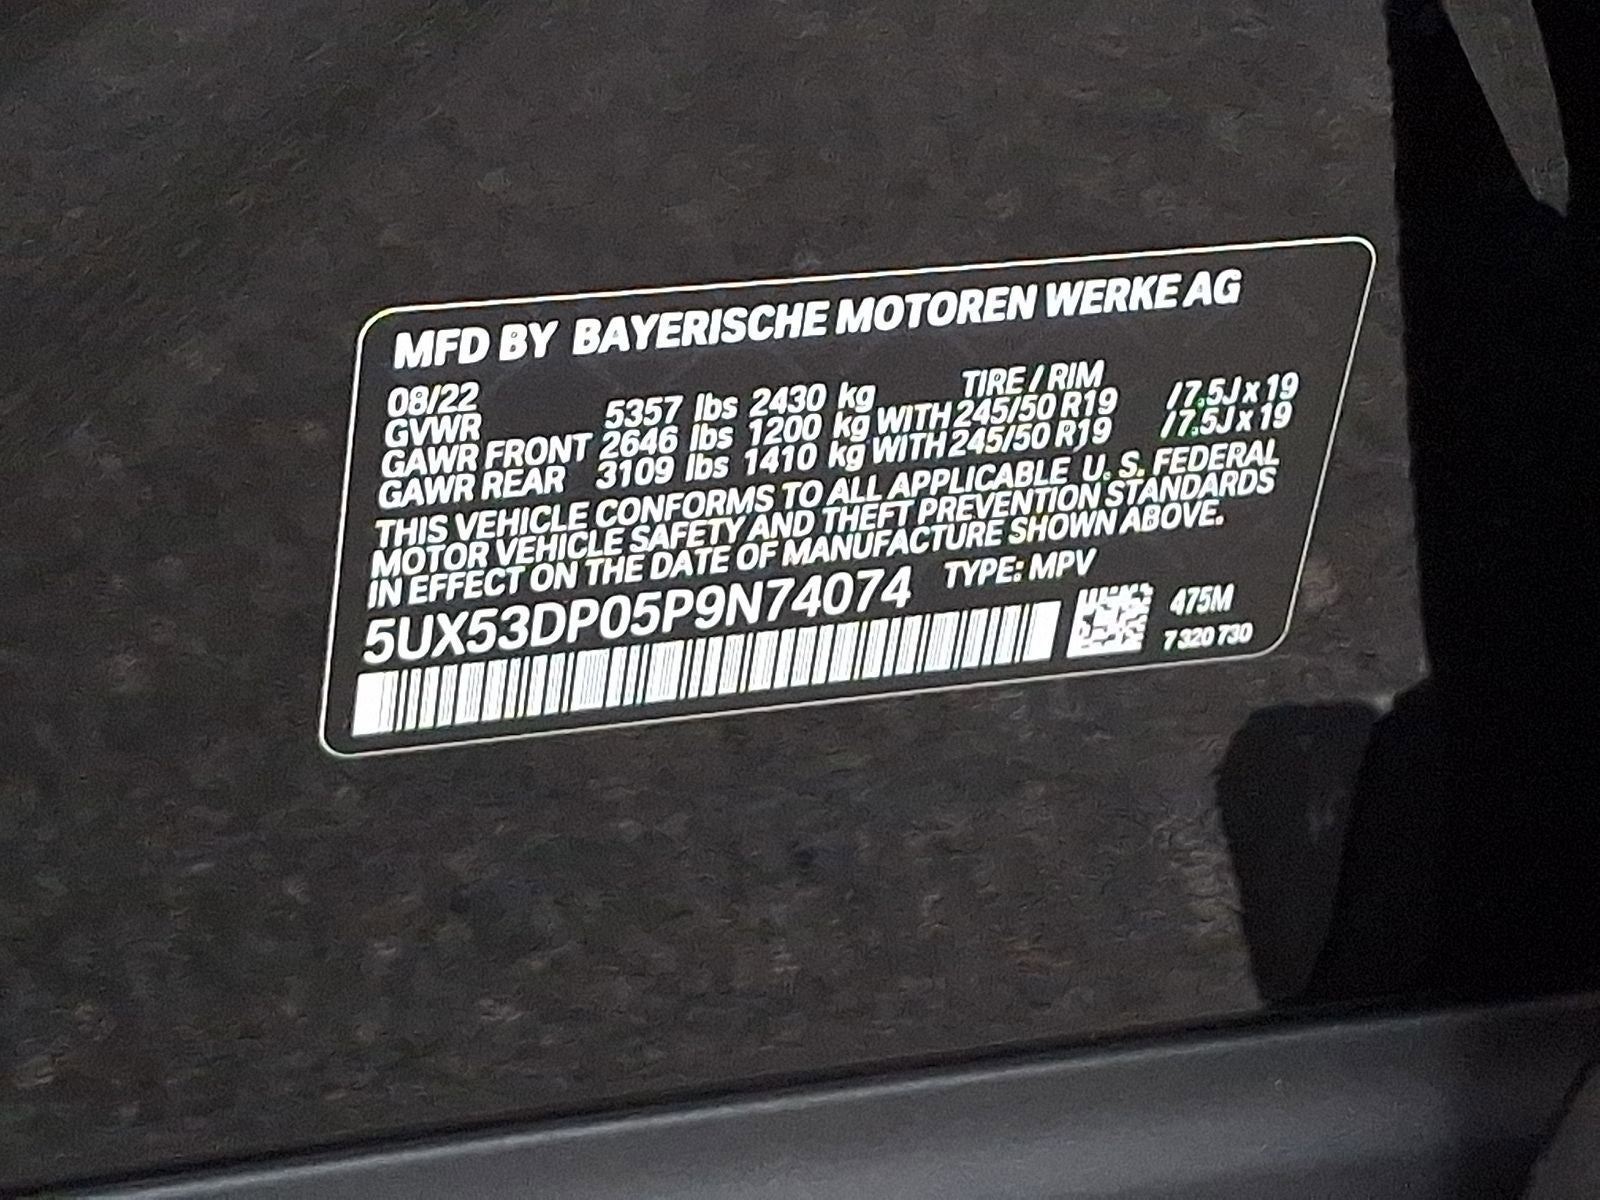 MFD BY BAYERISCHE MOTOREN WERKE AG
08/22 TIRE / RIM
GVWR 5357 lbs 2430 kg
GAWR FRONT 2646 lbs 1200 kg WITH 245/50 R19 / 7.5J x 19
GAWR REAR 3109 lbs 1410 kg WITH 245/50 R19 / 7.5J x 19
THIS VEHICLE CONFORMS TO ALL APPLICABLE U. S. FEDERAL
MOTOR VEHICLE SAFETY AND THEFT PREVENTION STANDARDS
IN EFFECT ON THE DATE OF MANUFACTURE SHOWN ABOVE.
5UX53DP05P9N74074 TYPE: MPV
475M
7 320 730